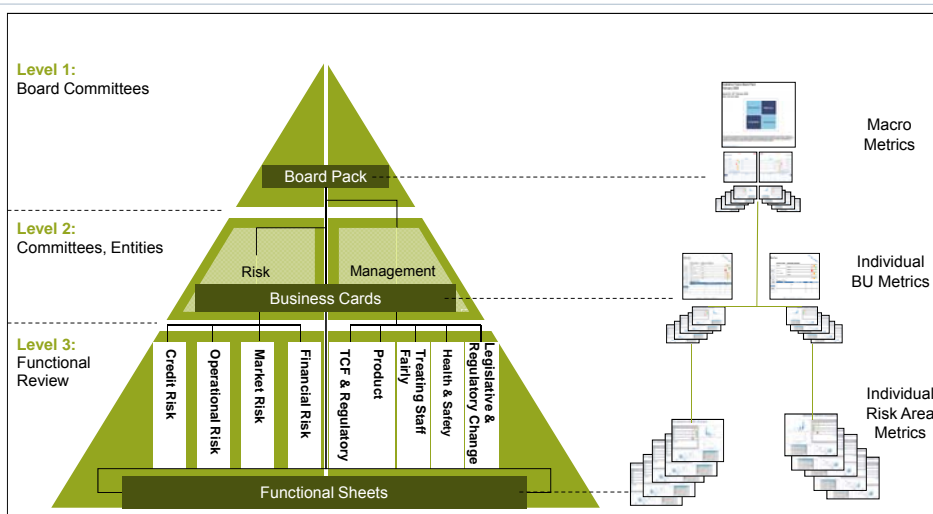 Level 1:
Board Committees
Board Pack
Macro
Metrics
Level 2:
Committees, Entities
Risk
Management
Business Cards
Individual
BU Metrics
Level 3:
Functional
Review
Credit Risk
Operational Risk
Market Risk
Financial Risk
TCF & Regulatory
Product
Treating Staff
Fairly
Health & Safety
Legislative &
Regulatory Change
Individual
Risk Area
Metrics
Functional Sheets